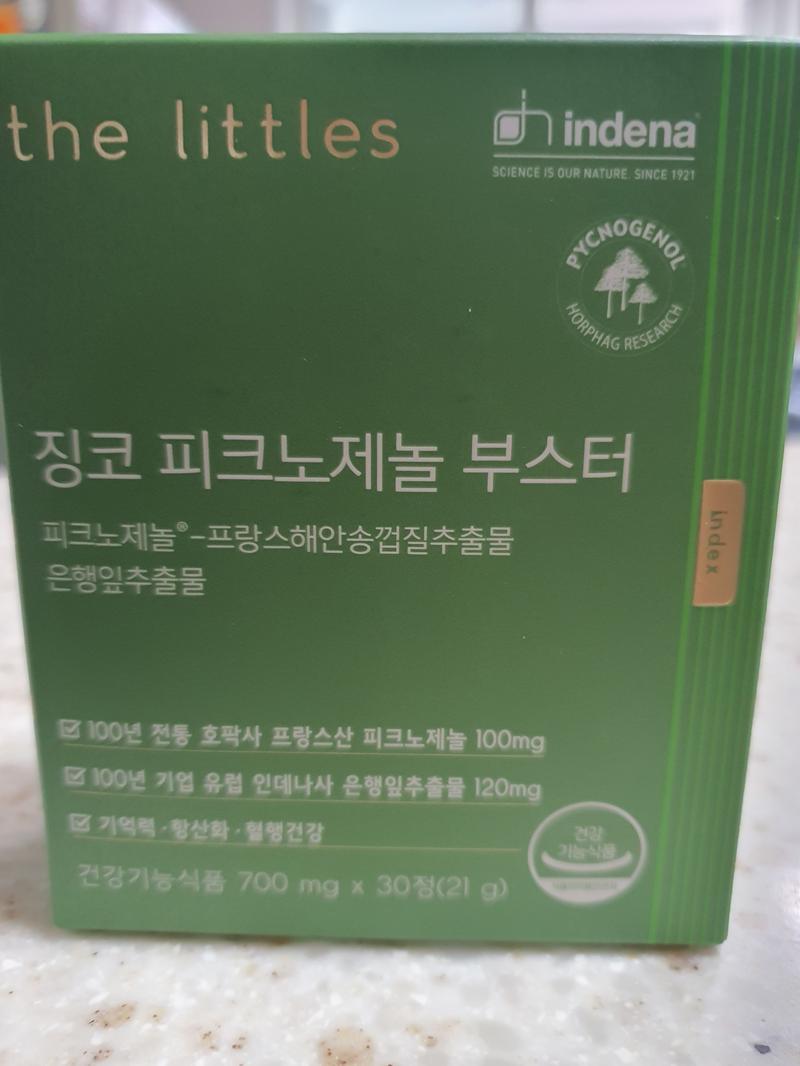 the littles
indena
SCIENCE IS OUR NATURE. SINCE 1921
PYCNOGENOL
HORPHAG RESEARCH
징코 피크노제놀 부스터
피크노제놀®-프랑스해안송껍질추출물
은행잎추출물
index
100년 전통 호팍사 프랑스산 피크노제놀 100mg
100년 기업 유럽 인데나사 은행잎추출물 120mg
기억력·항산화·혈행건강
건강기능식품 700 mg x 30정(21 g)
건강
기능식품